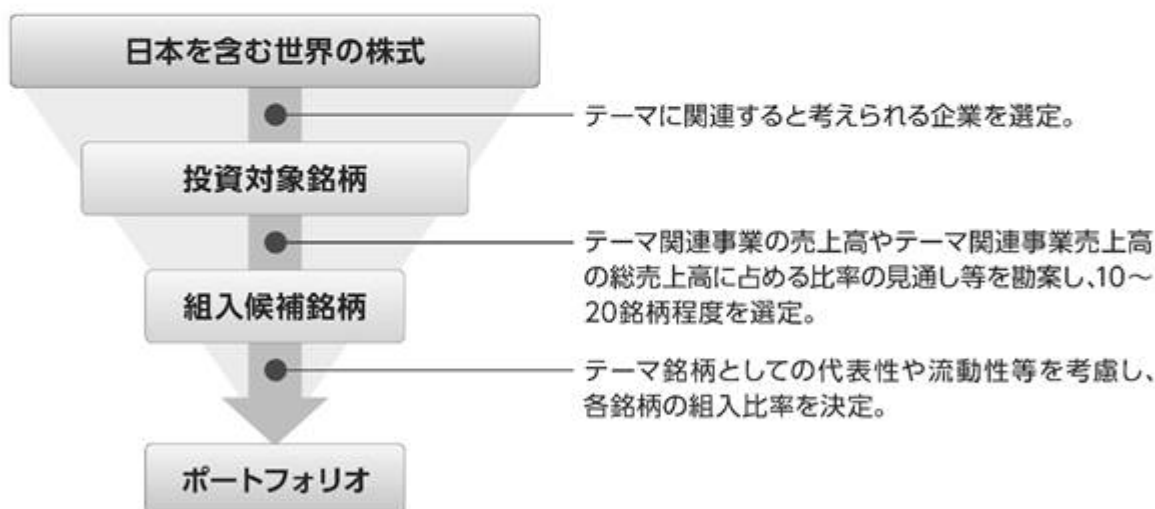 日本を含む世界の株式
テーマに関連すると考えられる企業を選定。
投資対象銘柄
テーマ関連事業の売上高やテーマ関連事業売上高
の総売上高に占める比率の見通し等を勘案し、10～
20銘柄程度を選定。
組入候補銘柄
テーマ銘柄としての代表性や流動性等を考慮し、
各銘柄の組入比率を決定。
ポートフォリオ